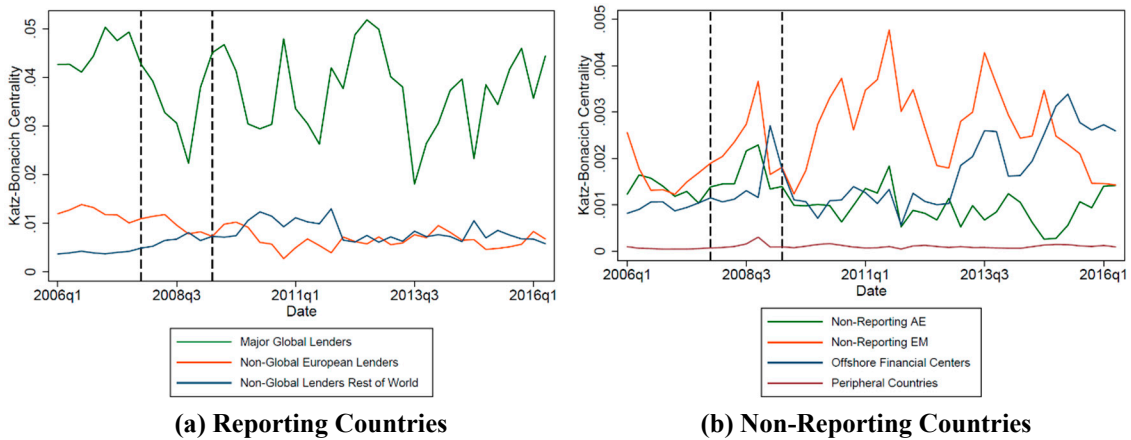 Katz-Bonacich Centrality
.05
.04
.03
.02
.01
0
2006q1 2008q3 2011q1 2013q3 2016q1
Date
Major Global Lenders
Non-Global European Lenders
Non-Global Lenders Rest of World
(a) Reporting Countries
Katz-Bonacich Centrality
.005
.004
.003
.002
.001
0
2006q1 2008q3 2011q1 2013q3 2016q1
Date
Non-Reporting AE
Non-Reporting EM
Offshore Financial Centers
Peripheral Countries
(b) Non-Reporting Countries